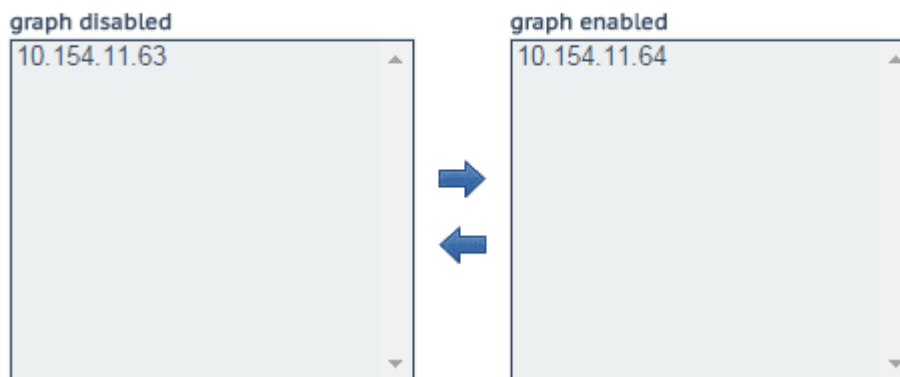 graph disabled
10.154.11.63
graph enabled
10.154.11.64